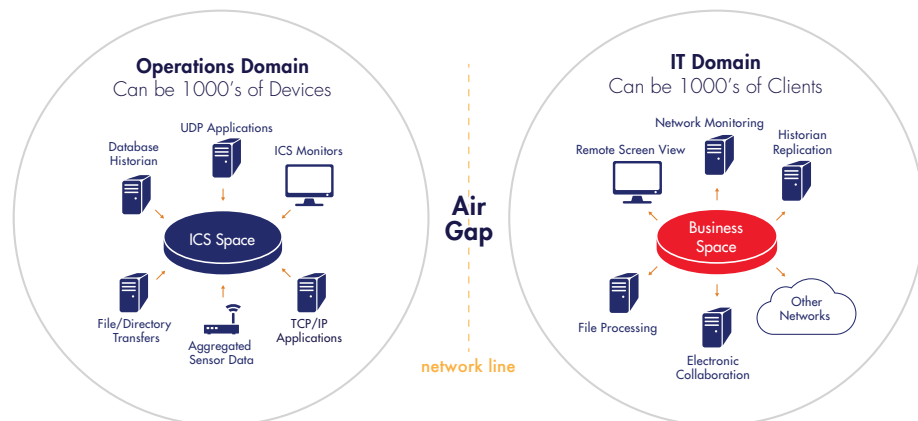 Operations Domain
Can be 1000's of Devices
UDP Applications
Database
Historian
ICS Monitors
ICS Space
File/Directory
Transfers
Aggregated
Sensor Data
TCP/IP
Applications
Air
Gap
network line
IT Domain
Can be 1000's of Clients
Network Monitoring
Remote Screen View
Historian
Replication
Business
Space
File Processing
Electronic
Collaboration
Other
Networks